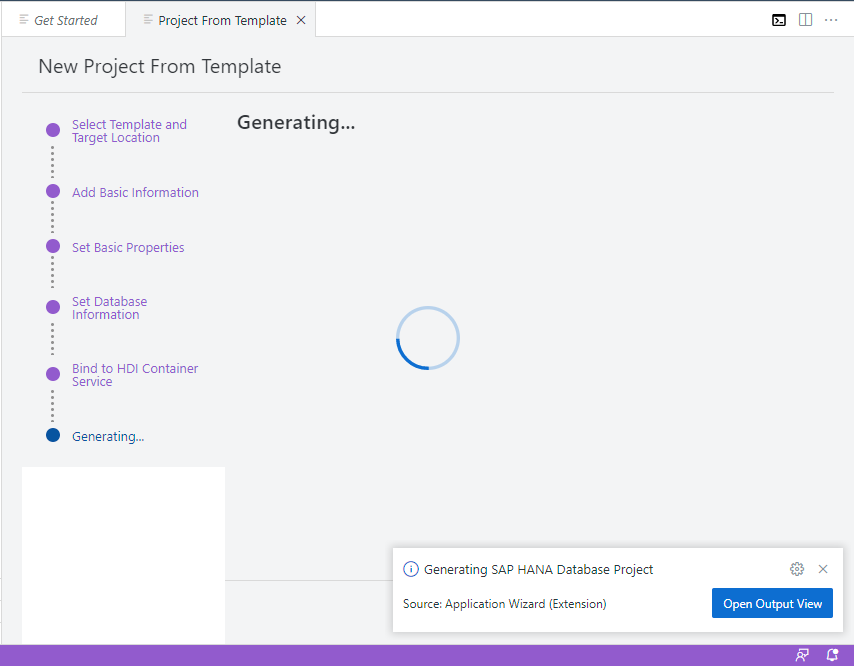 Get Started
Project From Template
New Project From Template
Select Template and
Target Location
Add Basic Information
Set Basic Properties
Set Database
Information
Bind to HDI Container
Service
Generating...
Generating...
Generating SAP HANA Database Project
Source: Application Wizard (Extension)
Open Output View